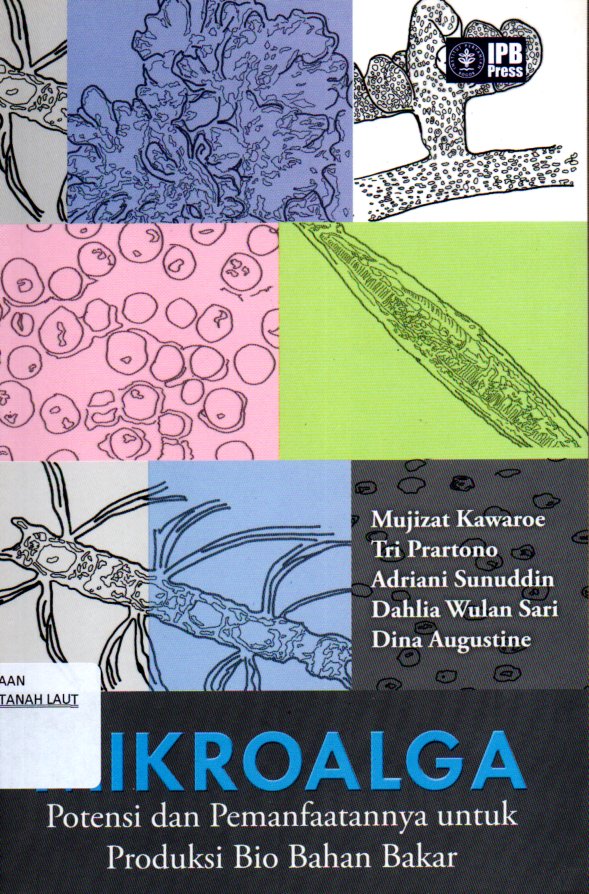 IPB
Press
Mujizat Kawaroe
Tri Prartono
Adriani Sunuddin
Dahlia Wulan Sari
Dina Augustine
AAN
TANAH LAUT
MIKROALGA
Potensi dan Pemanfaatannya untuk
Produksi Bio Bahan Bakar